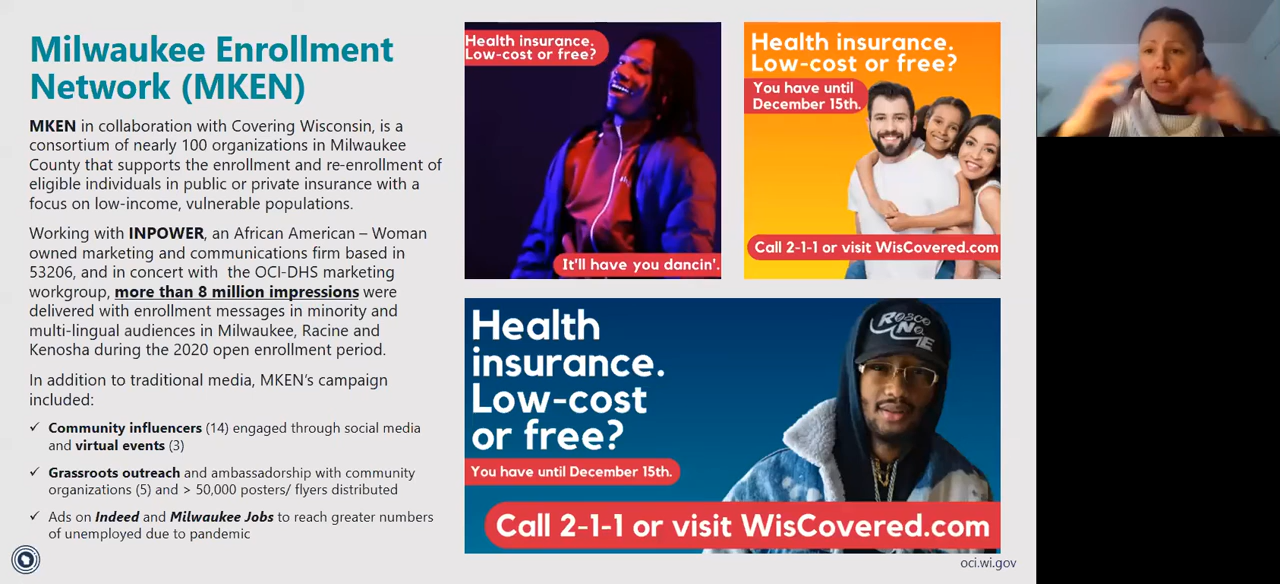 Milwaukee Enrollment
Network (MKEN)
MKEN in collaboration with Covering Wisconsin, is a
consortium of nearly 100 organizations in Milwaukee
County that supports the enrollment and re-enrollment of
eligible individuals in public or private insurance with a
focus on low-income, vulnerable populations.
Working with INPOWER, an African American – Woman
owned marketing and communications firm based in
53206, and in concert with the OCI-DHS marketing
workgroup, more than 8 million impressions were
delivered with enrollment messages in minority and
multi-lingual audiences in Milwaukee, Racine and
Kenosha during the 2020 open enrollment period.
In addition to traditional media, MKEN's campaign
included:
✓ Community influencers (14) engaged through social media
and virtual events (3)
✓ Grassroots outreach and ambassadorship with community
organizations (5) and > 50,000 posters/ flyers distributed
✓ Ads on Indeed and Milwaukee Jobs to reach greater numbers
of unemployed due to pandemic
Health insurance.
Low-cost or free?
It'll have you dancin'.
Health insurance.
Low-cost or free?
You have until
December 15th.
Call 2-1-1 or visit WisCovered.com
Health
insurance.
Low-cost
or free?
You have until December 15th.
Call 2-1-1 or visit WisCovered.com
oci.wi.gov